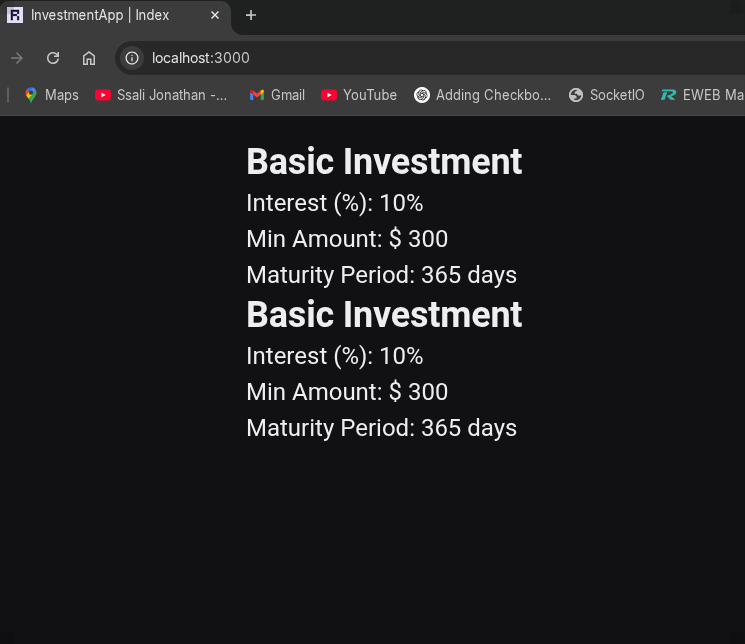 R InvestmentApp | Index
localhost:3000
Maps Ssali Jonathan -... Gmail YouTube Adding Checkbo... SocketIO EWEB Ma
Basic Investment
Interest (%): 10%
Min Amount: $ 300
Maturity Period: 365 days
Basic Investment
Interest (%): 10%
Min Amount: $ 300
Maturity Period: 365 days